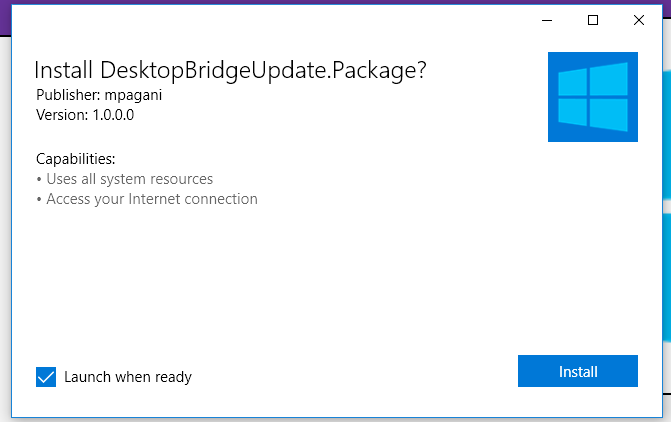 Install DesktopBridgeUpdate.Package?
Publisher: mpagani
Version: 1.0.0.0
Capabilities:
• Uses all system resources
• Access your Internet connection
Launch when ready
Install